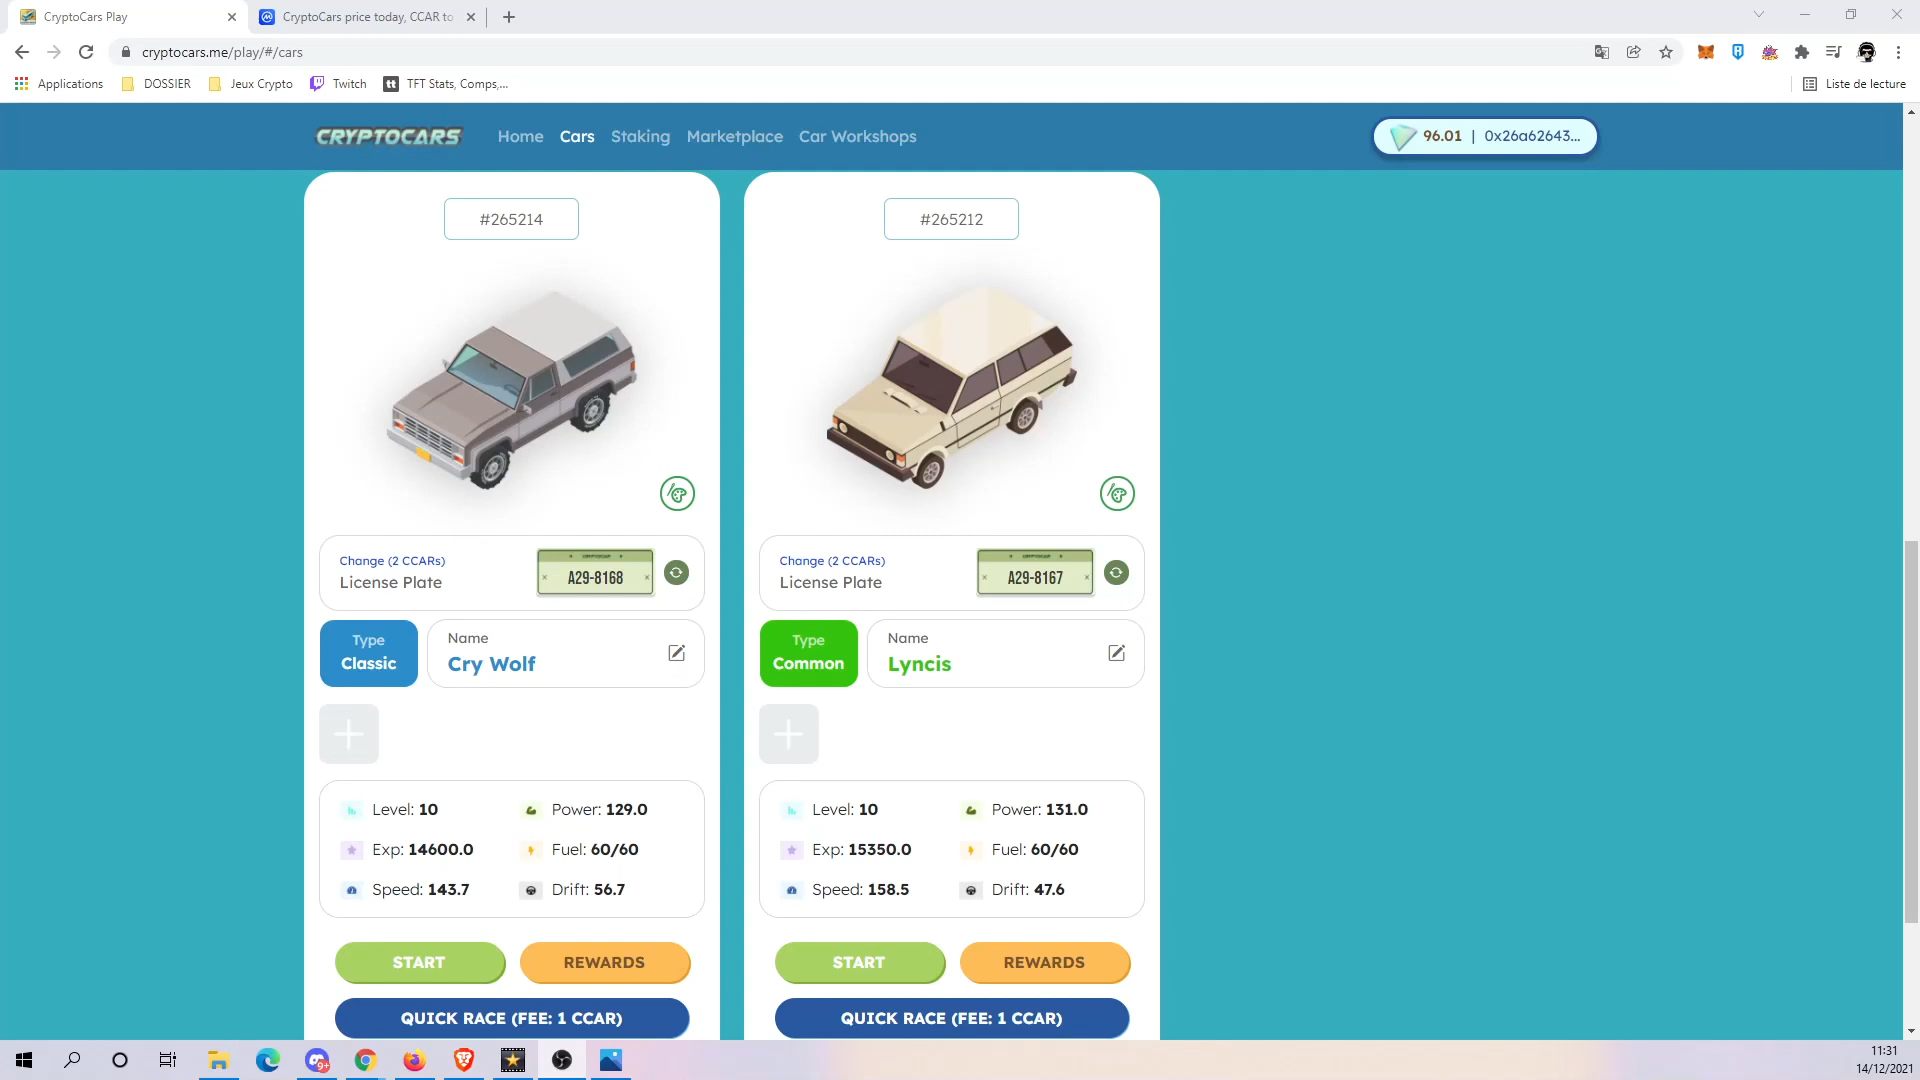 CryptoCars Play
CryptoCars price today, CCAR to
cryptocars.me/play/#/cars
Applications
DOSSIER
Jeux Crypto
Twitch
tt
TFT Stats, Comps,...
Liste de lecture
CRYPTOCARS
Home
Cars
Staking
Marketplace
Car Workshops
96.01 | 0x26a62643...
#265214
Change (2 CCARs)
License Plate
CRYPTOCAR
A29-8168
Type
Classic
Name
Cry Wolf
Level: 10
Power: 129.0
Exp: 14600.0
Fuel: 60/60
Speed: 143.7
Drift: 56.7
START
REWARDS
QUICK RACE (FEE: 1 CCAR)
#265212
Change (2 CCARs)
License Plate
CRYPTOCAR
A29-8167
Type
Common
Name
Lyncis
Level: 10
Power: 131.0
Exp: 15350.0
Fuel: 60/60
Speed: 158.5
Drift: 47.6
START
REWARDS
QUICK RACE (FEE: 1 CCAR)
9+
11:31
14/12/2021